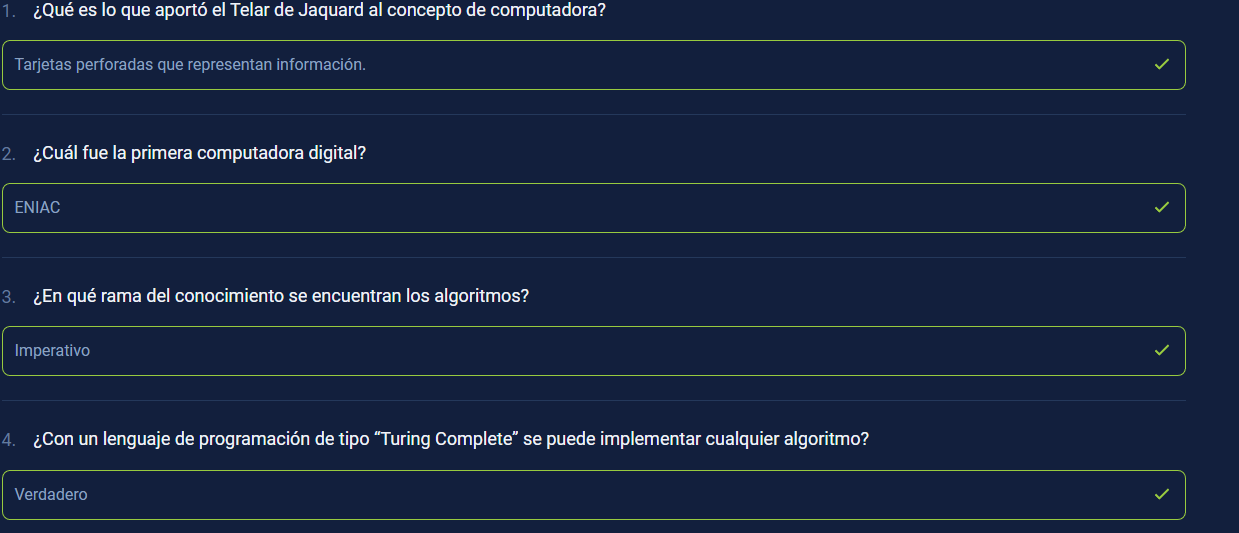 1. ¿Qué es lo que aportó el Telar de Jaquard al concepto de computadora?
Tarjetas perforadas que representan información.
2. ¿Cuál fue la primera computadora digital?
ENIAC
3. ¿En qué rama del conocimiento se encuentran los algoritmos?
Imperativo
4. ¿Con un lenguaje de programación de tipo “Turing Complete” se puede implementar cualquier algoritmo?
Verdadero